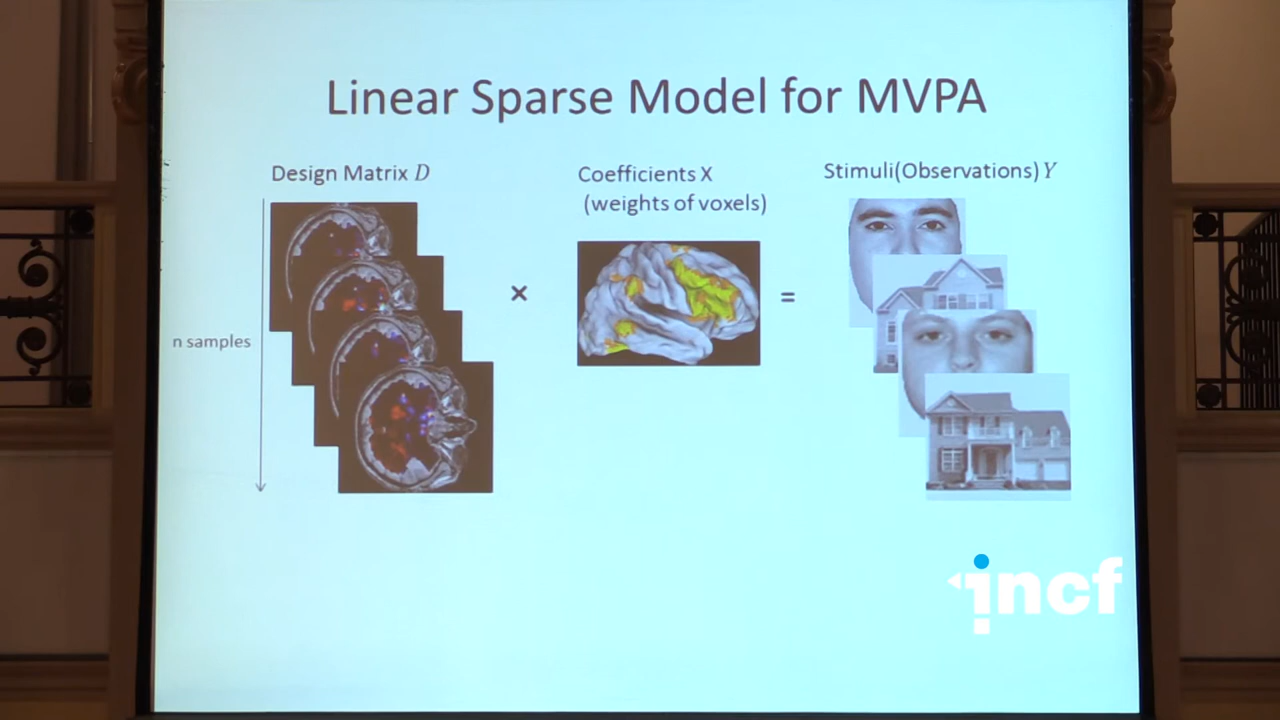 Linear Sparse Model for MVPA
Design Matrix D
Coefficients X
(weights of voxels)
Stimuli(Observations) Y
n samples
×
=
incf